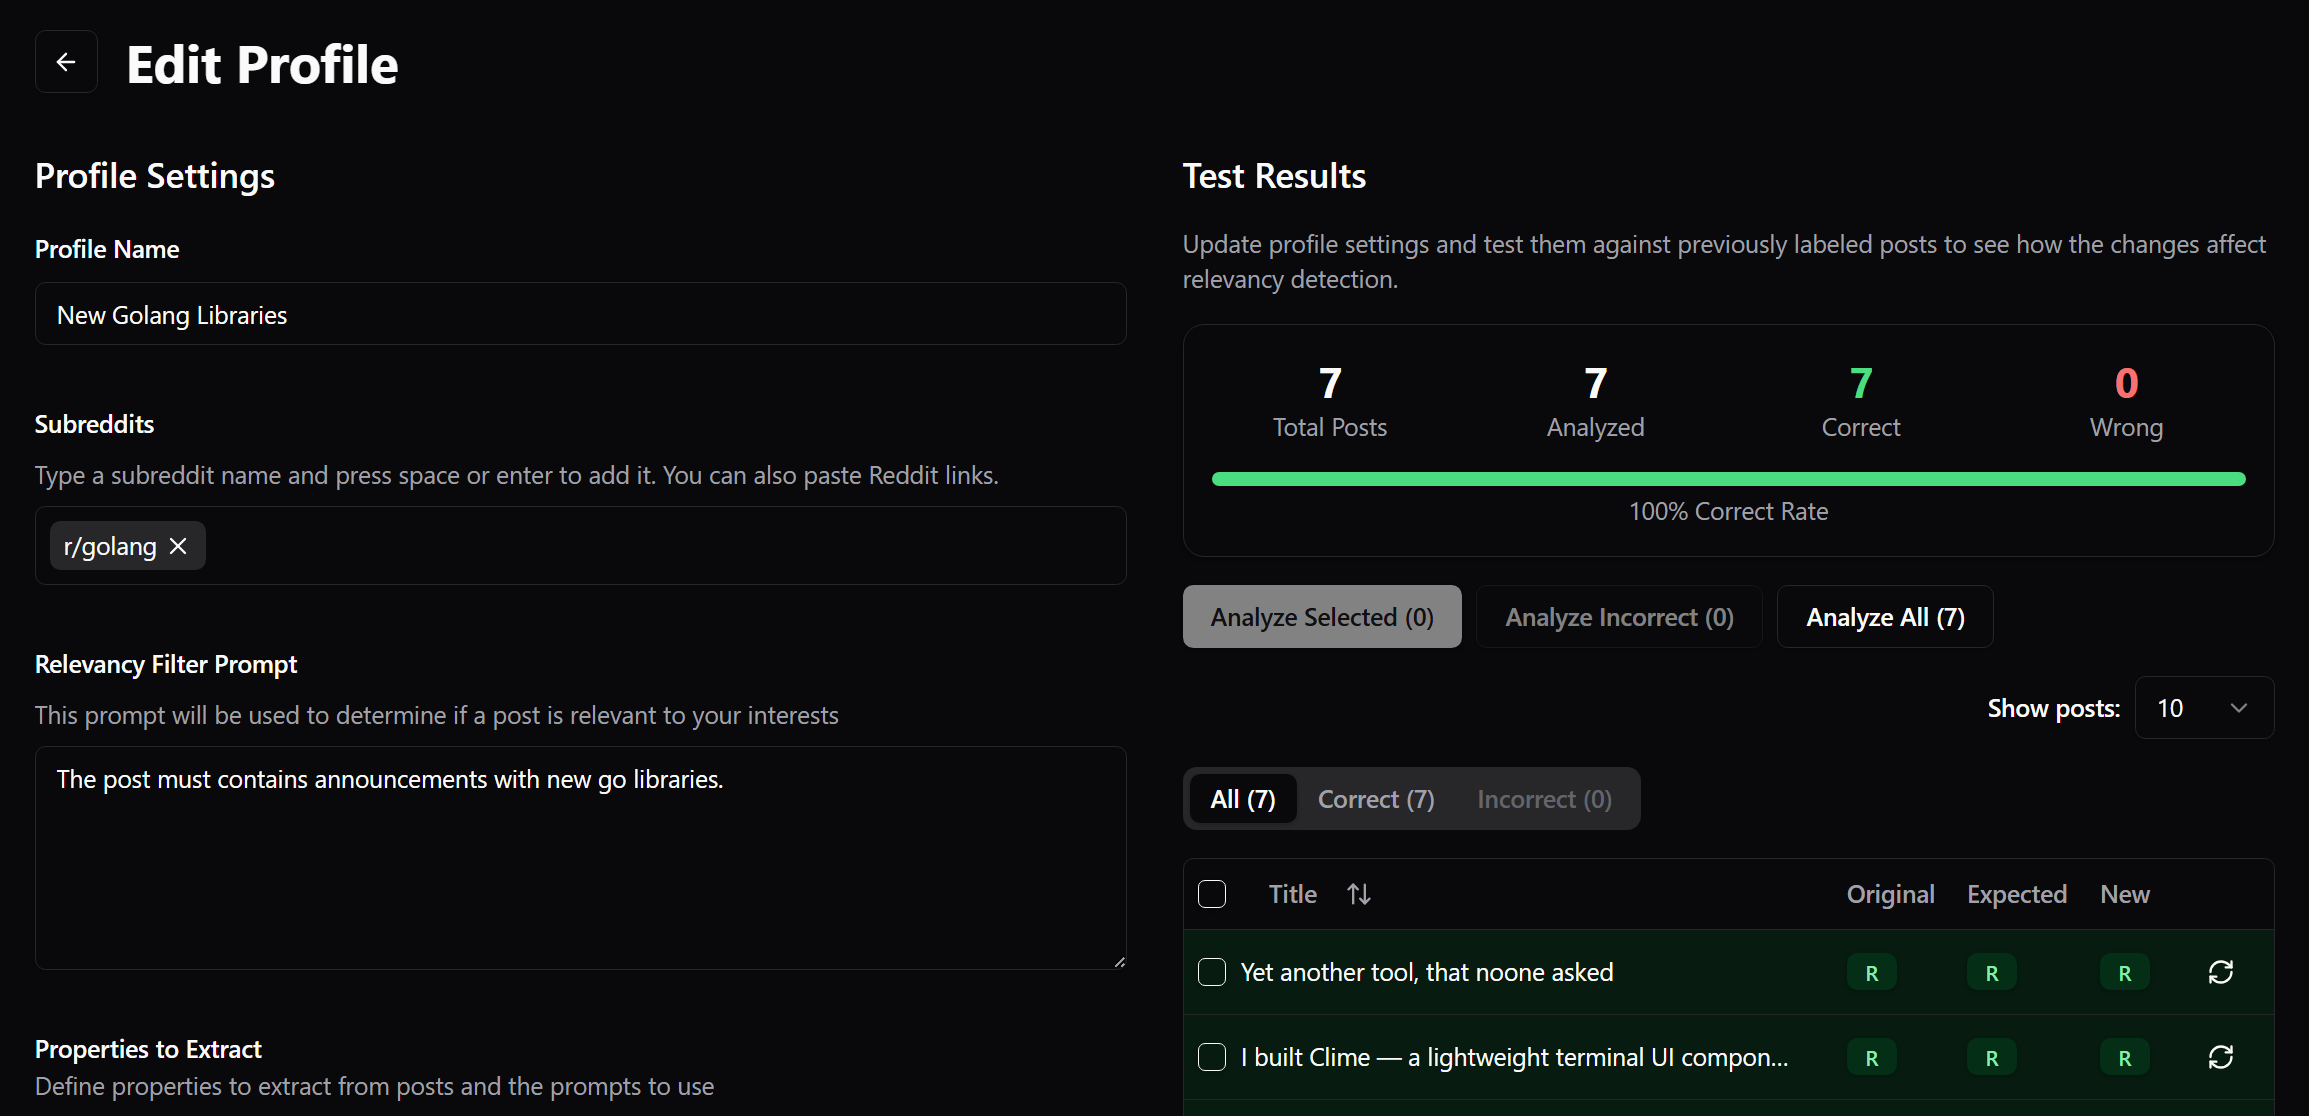 Edit Profile
Profile Settings
Profile Name
New Golang Libraries
Subreddits
Type a subreddit name and press space or enter to add it. You can also paste Reddit links.
r/golang
Relevancy Filter Prompt
This prompt will be used to determine if a post is relevant to your interests
The post must contains announcements with new go libraries.
Properties to Extract
Define properties to extract from posts and the prompts to use
Test Results
Update profile settings and test them against previously labeled posts to see how the changes affect
relevancy detection.
7 7 7 0
Total Posts Analyzed Correct Wrong
100% Correct Rate
Analyze Selected (0) Analyze Incorrect (0) Analyze All (7)
Show posts: 10
All (7) Correct (7) Incorrect (0)
Title Original Expected New
Yet another tool, that noone asked R R R
I built Clime — a lightweight terminal UI compon... R R R